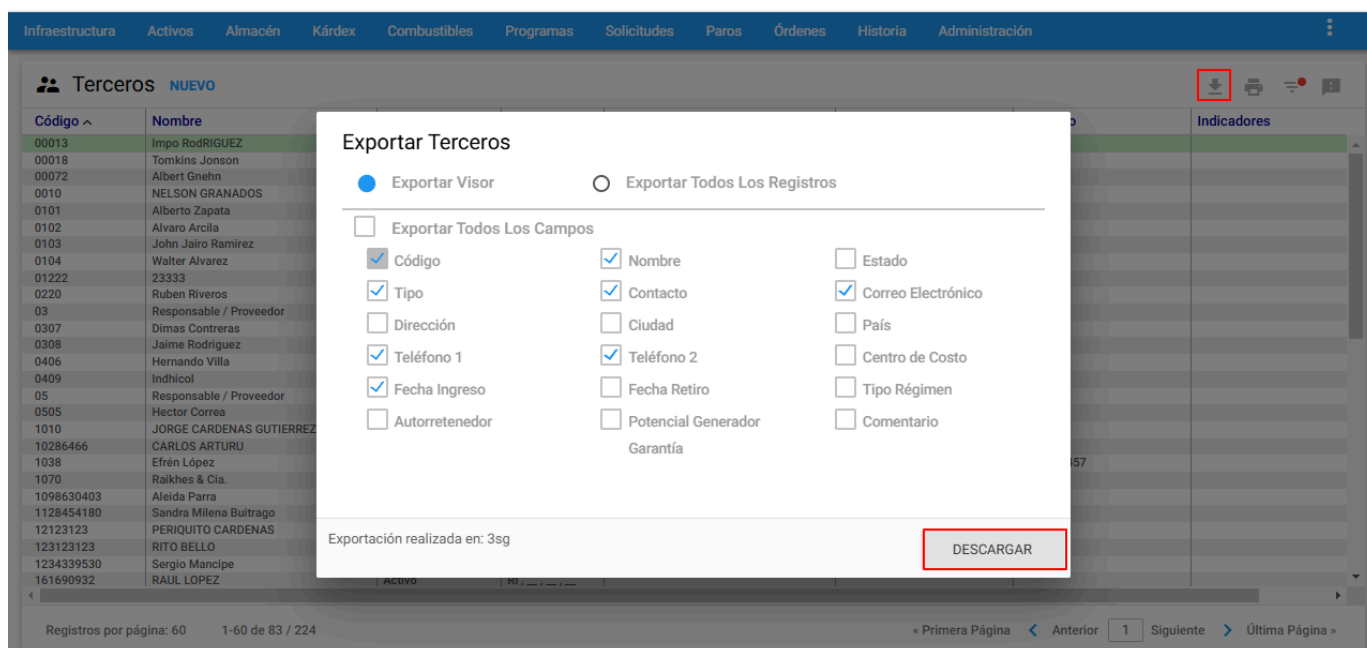 Infraestructura Activos Almacén Kárdex Combustibles Programas Solicitudes Paros Órdenes Historia Administración
Terceros NUEVO
Código Nombre Indicadores
00013 Impo RodRIGUEZ
00018 Tomkins Jonson
00072 Albert Gnehn
0010 NELSON GRANADOS
0101 Alberto Zapata
0102 Alvaro Arcila
0103 John Jairo Ramirez
0104 Walter Alvarez
01222 23333
0220 Ruben Riveros
03 Responsable / Proveedor
0307 Dimas Contreras
0308 Jaime Rodriguez
0406 Hernando Villa
0409 Indhicol
05 Responsable / Proveedor
0505 Hector Correa
1010 JORGE CARDENAS GUTIERREZ
10286466 CARLOS ARTURU
1038 Efrén López 457
1070 Raikhes & Cia.
1098630403 Aleida Parra
1128454180 Sandra Milena Buitrago
12123123 PERIQUITO CARDENAS
123123123 RITO BELLO
1234339530 Sergio Mancipe
161690932 RAUL LOPEZ Activo
Exportar Terceros
Exportar Visor Exportar Todos Los Registros
Exportar Todos Los Campos
Código Nombre Estado
Tipo Contacto Correo Electrónico
Dirección Ciudad País
Teléfono 1 Teléfono 2 Centro de Costo
Fecha Ingreso Fecha Retiro Tipo Régimen
Autorretenedor Potencial Generador Comentario
Garantía
Exportación realizada en: 3sg DESCARGAR
Registros por página: 60 1-60 de 83 / 224 « Primera Página Anterior 1 Siguiente Última Página »